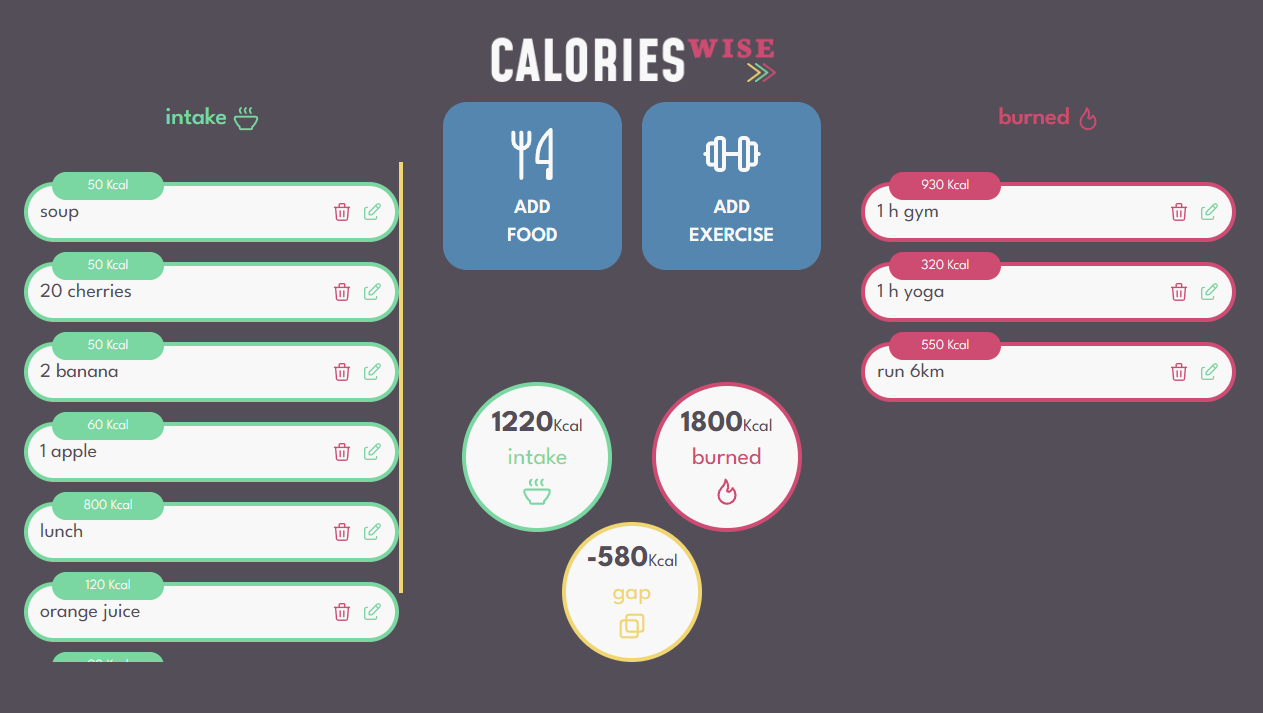 CALORIES WISE
intake
50 Kcal
soup
50 Kcal
20 cherries
50 Kcal
2 banana
60 Kcal
1 apple
800 Kcal
lunch
120 Kcal
orange juice
ADD
FOOD
ADD
EXERCISE
1220Kcal
intake
1800Kcal
burned
-580Kcal
gap
burned
930 Kcal
1 h gym
320 Kcal
1 h yoga
550 Kcal
run 6km